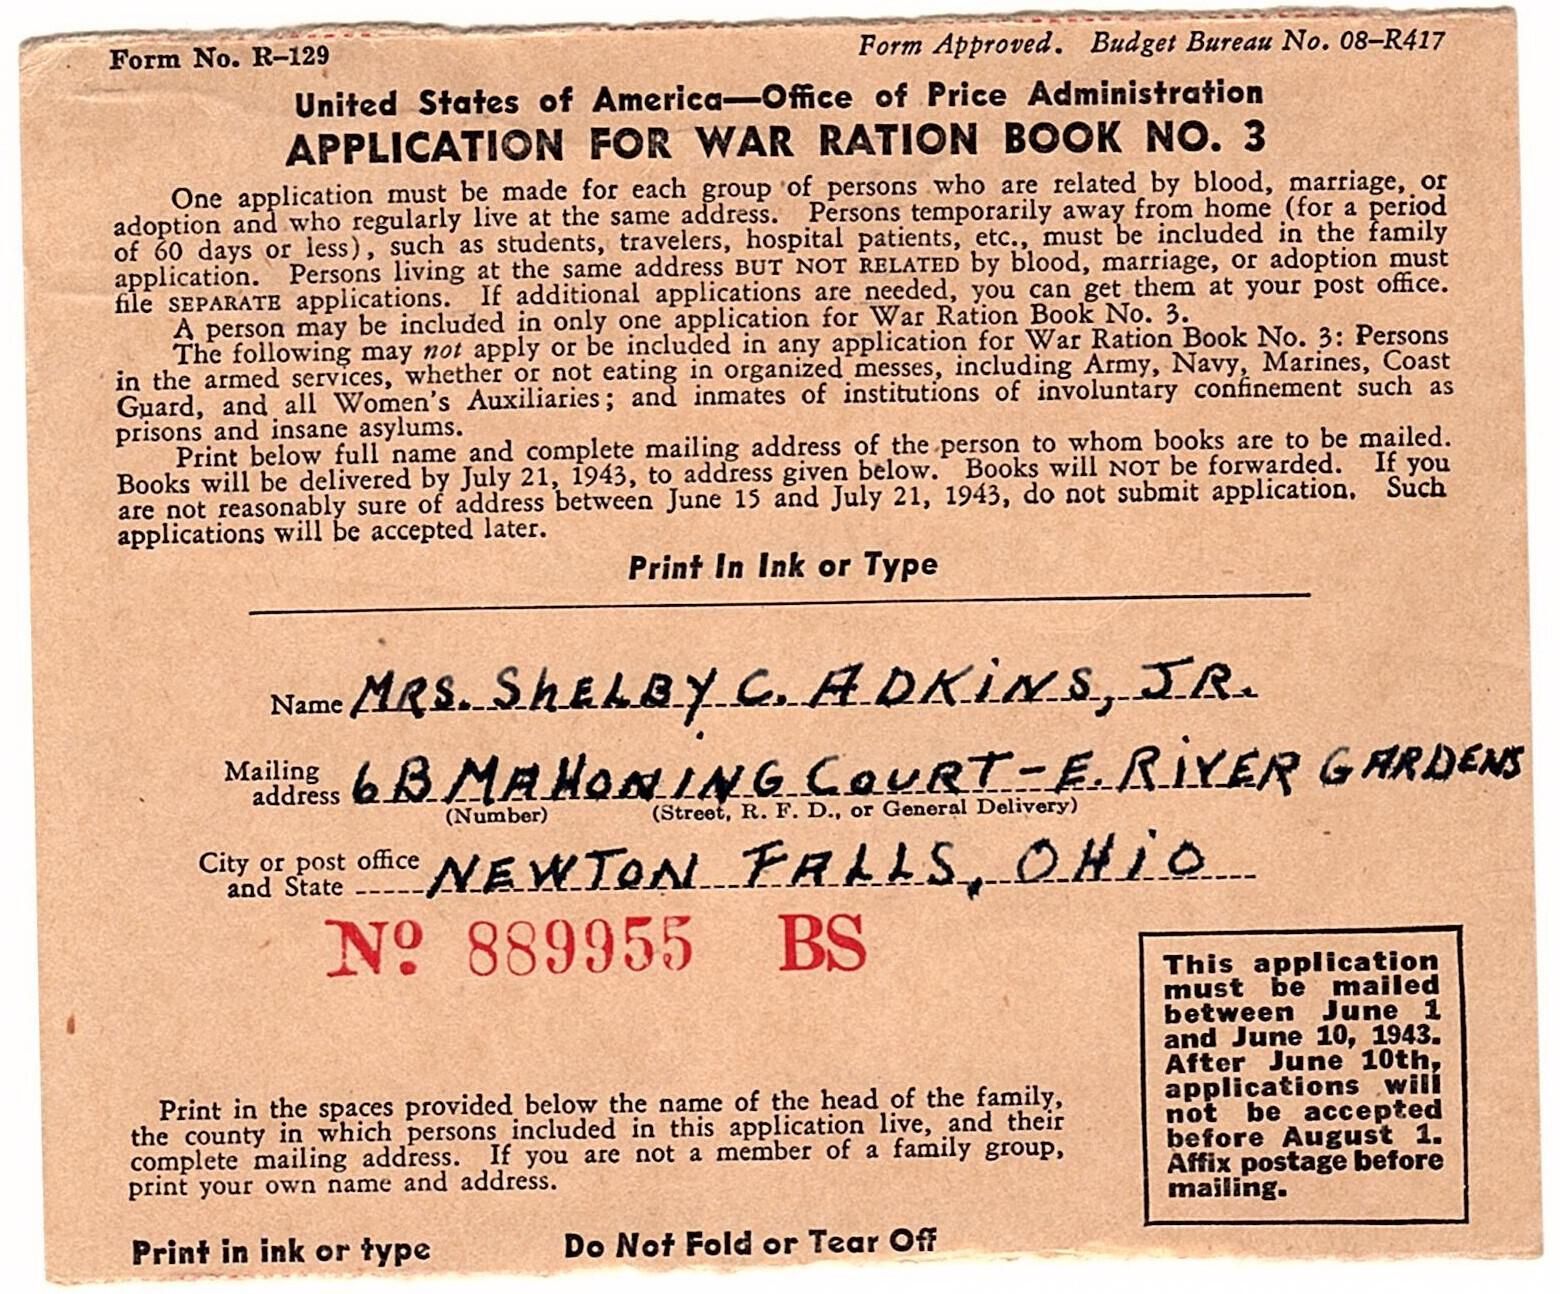 Form No. R–129
Form Approved. Budget Bureau No. 08–R417
United States of America—Office of Price Administration
APPLICATION FOR WAR RATION BOOK NO. 3
One application must be made for each group of persons who are related by blood, marriage, or
adoption and who regularly live at the same address. Persons temporarily away from home (for a period
of 60 days or less), such as students, travelers, hospital patients, etc., must be included in the family
application. Persons living at the same address BUT NOT RELATED by blood, marriage, or adoption must
file SEPARATE applications. If additional applications are needed, you can get them at your post office.
A person may be included in only one application for War Ration Book No. 3.
The following may not apply or be included in any application for War Ration Book No. 3: Persons
in the armed services, whether or not eating in organized messes, including Army, Navy, Marines, Coast
Guard, and all Women's Auxiliaries; and inmates of institutions of involuntary confinement such as
prisons and insane asylums.
Print below full name and complete mailing address of the person to whom books are to be mailed.
Books will be delivered by July 21, 1943, to address given below. Books will NOT be forwarded. If you
are not reasonably sure of address between June 15 and July 21, 1943, do not submit application. Such
applications will be accepted later.
Print In Ink or Type
Name MRS. ShELBY C. ADKiNS, JR.
Mailing address 6B MAHONING COURT – E. RiVER GARDENS
(Number) (Street, R. F. D., or General Delivery)
City or post office and State NEWTON FALLS, OHiO
No. 889955 BS
This application
must be mailed
between June 1
and June 10, 1943.
After June 10th,
applications will
not be accepted
before August 1.
Affix postage before
mailing.
Print in the spaces provided below the name of the head of the family,
the county in which persons included in this application live, and their
complete mailing address. If you are not a member of a family group,
print your own name and address.
Print in ink or type
Do Not Fold or Tear Off